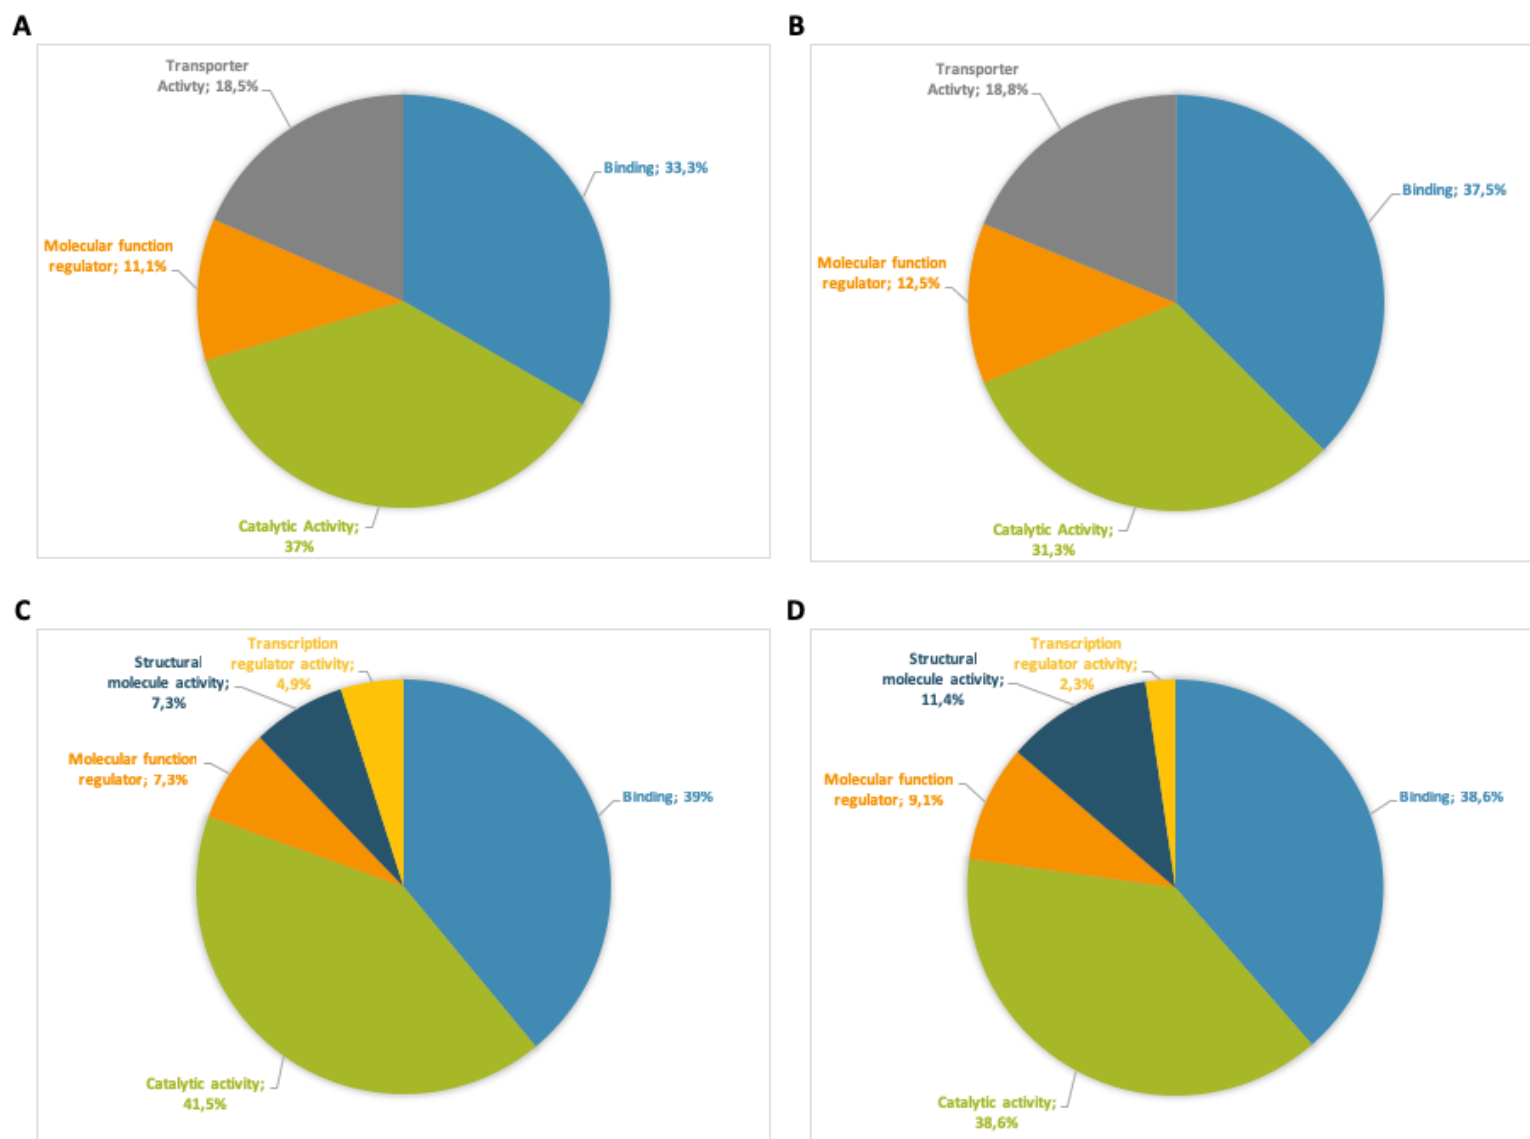 A
Transporter
Activty; 18,5%
Binding; 33,3%
Molecular function
regulator; 11,1%
Catalytic Activity;
37%
B
Transporter
Activty; 18,8%
Binding; 37,5%
Molecular function
regulator; 12,5%
Catalytic Activity;
31,3%
C
Transcription
regulator activity;
4,9%
Structural
molecule activity;
7,3%
Molecular function
regulator; 7,3%
Binding; 39%
Catalytic activity;
41,5%
D
Transcription
regulator activity;
2,3%
Structural
molecule activity;
11,4%
Molecular function
regulator; 9,1%
Binding; 38,6%
Catalytic activity;
38,6%